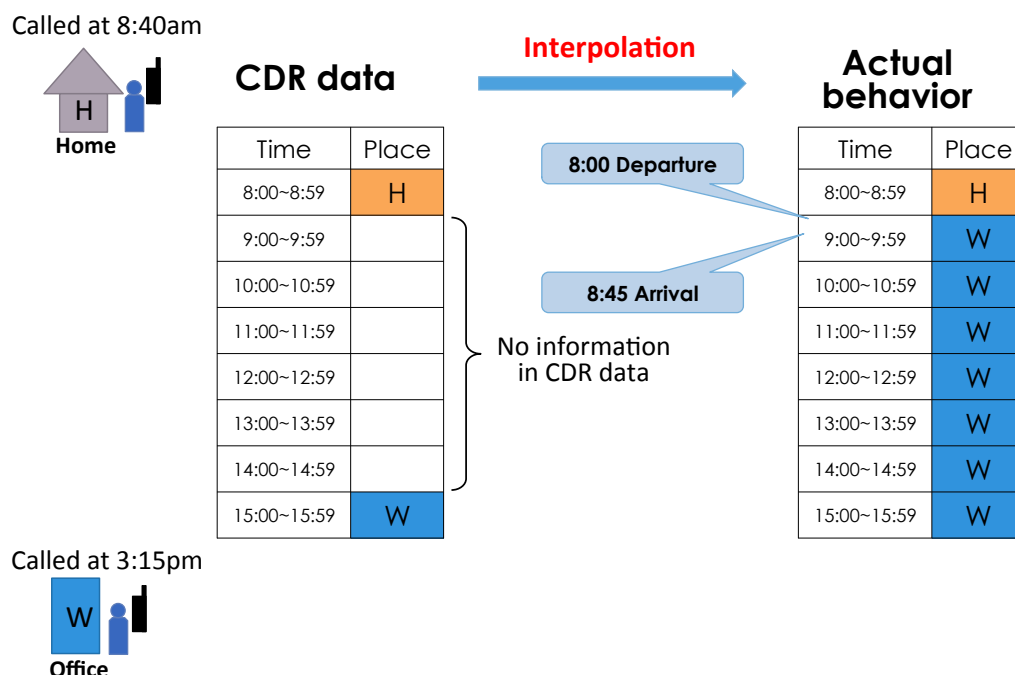 Called at 8:40am
H
Home
CDR data
Interpolation
Actual
behavior
Time Place
8:00~8:59 H
9:00~9:59
10:00~10:59
11:00~11:59
12:00~12:59
13:00~13:59
14:00~14:59
15:00~15:59 W
No information
in CDR data
8:00 Departure
8:45 Arrival
Time Place
8:00~8:59 H
9:00~9:59 W
10:00~10:59 W
11:00~11:59 W
12:00~12:59 W
13:00~13:59 W
14:00~14:59 W
15:00~15:59 W
Called at 3:15pm
W
Office